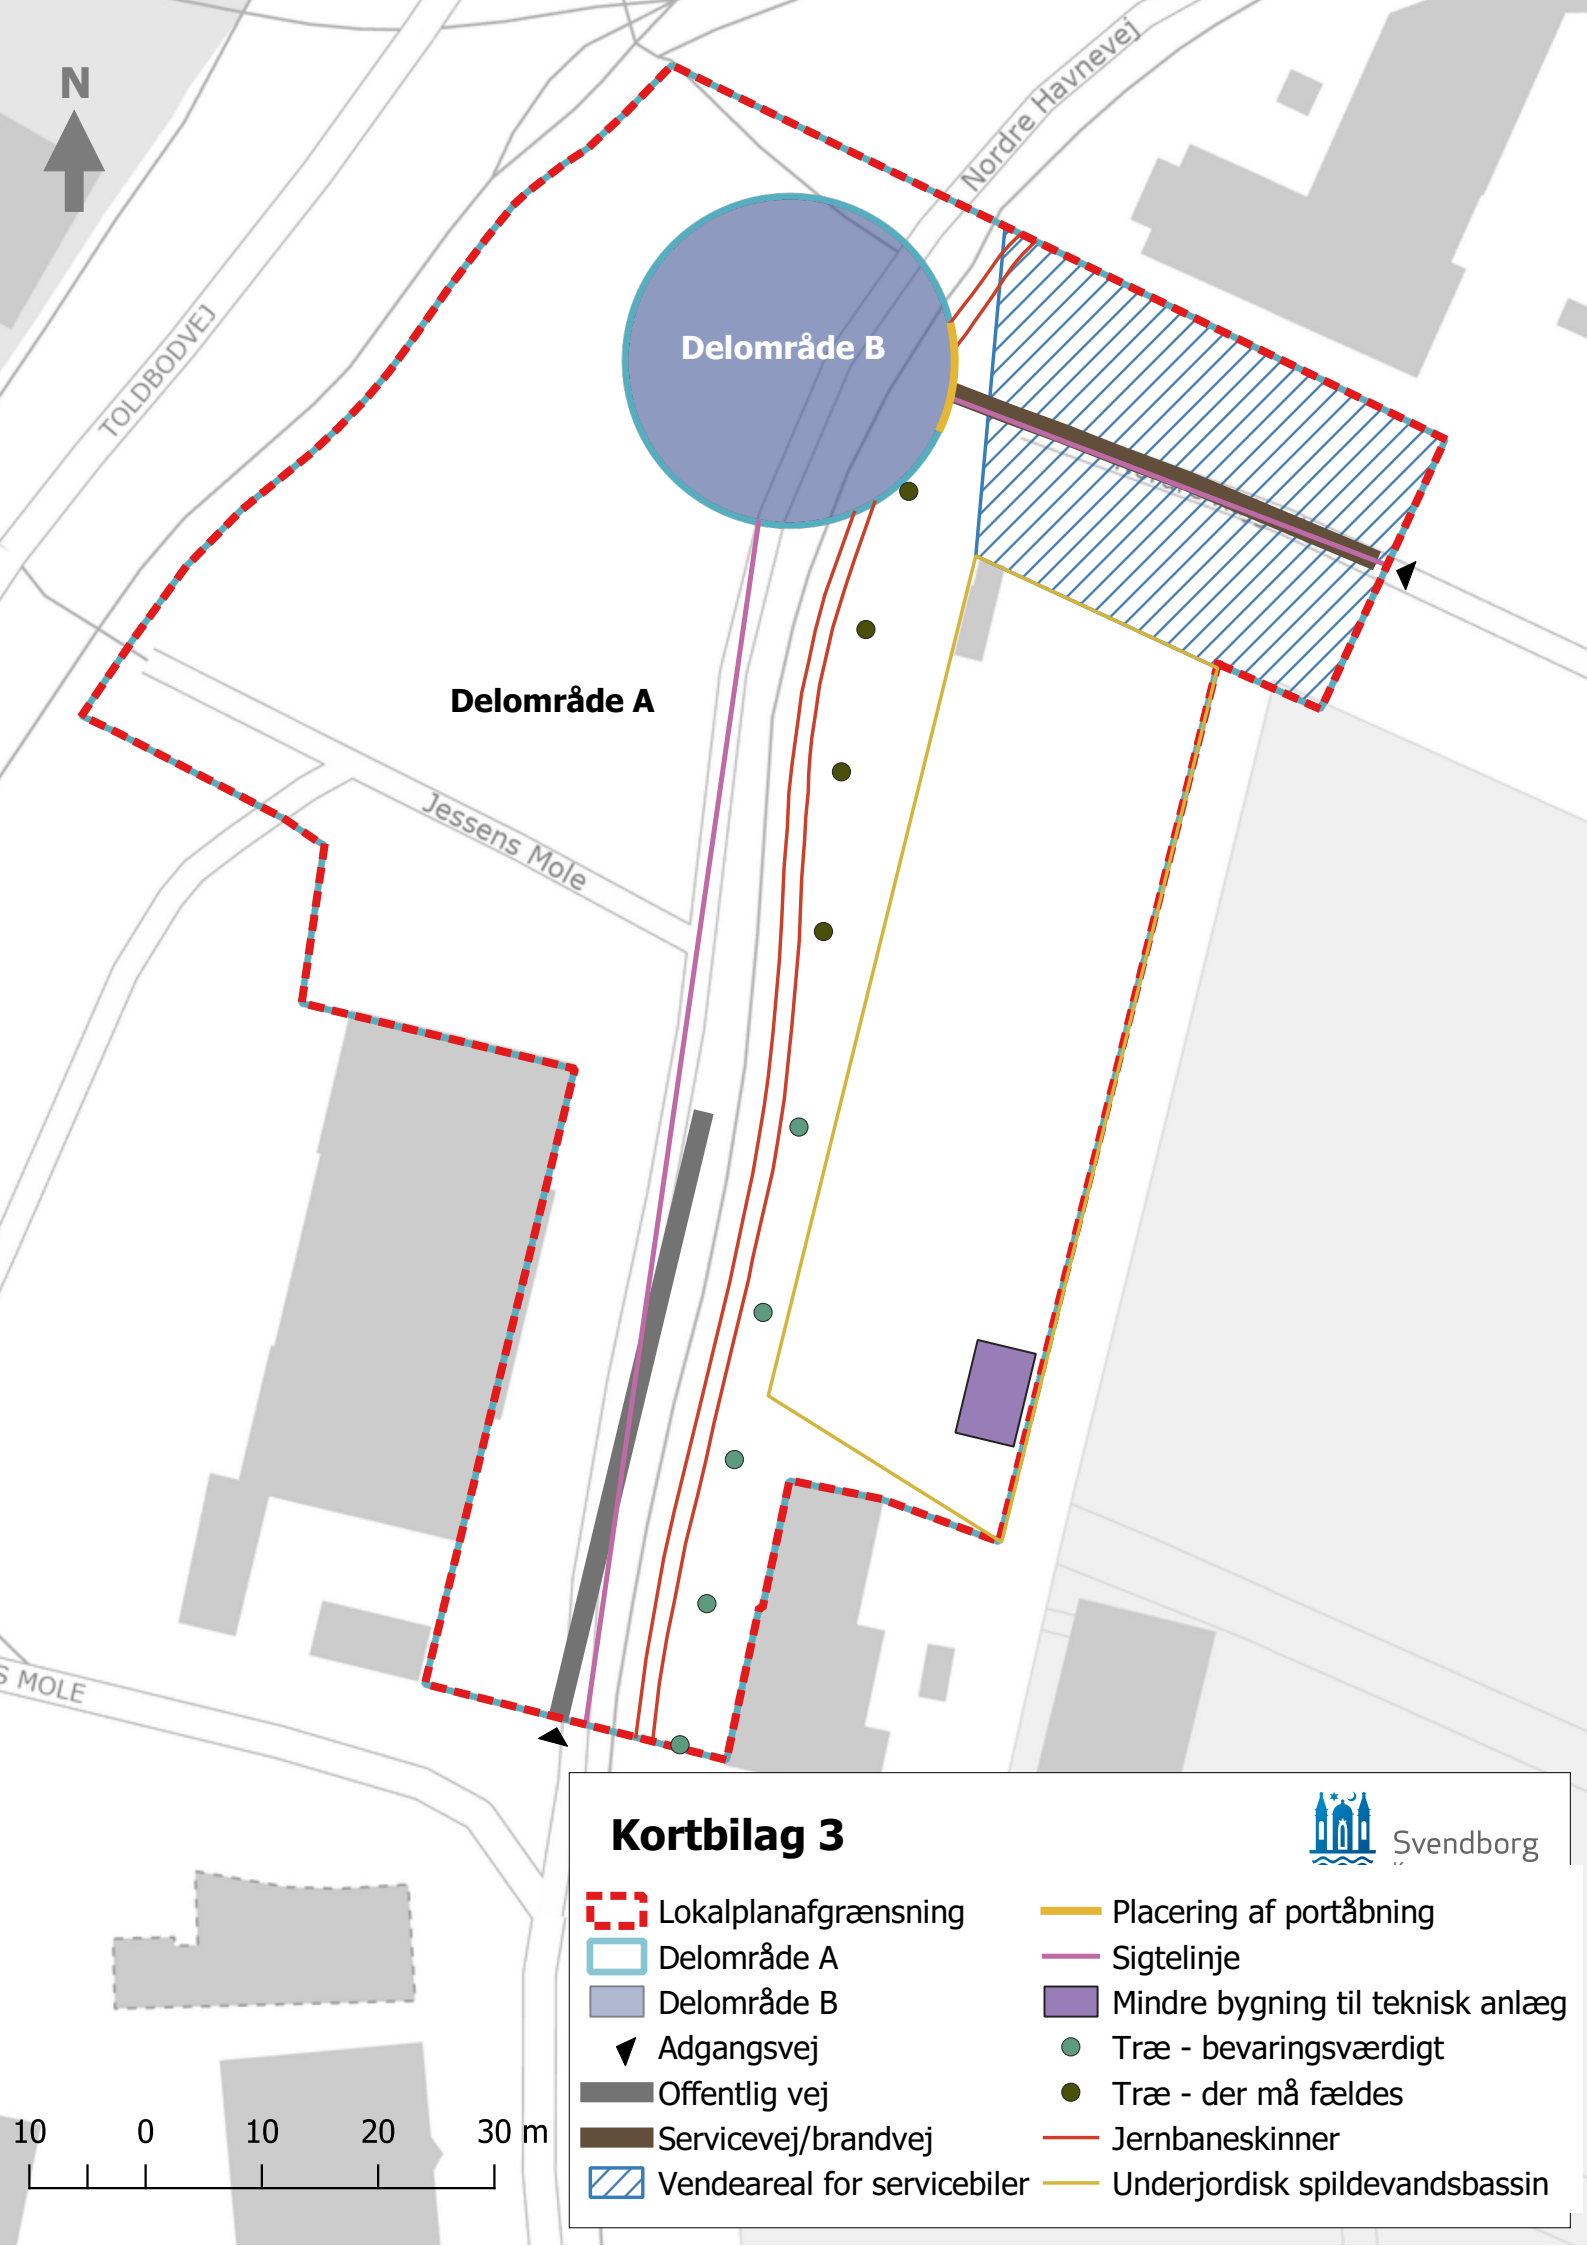 N
Nordre Havnevej
TOLDBODVEJ
Delområde B
Delområde A
Jessens Mole
S MOLE
Kortbilag 3
Svendborg
Lokalplanafgrænsning
Delområde A
Delområde B
Adgangsvej
Offentlig vej
Servicevej/brandvej
Vendeareal for servicebiler
Placering af portåbning
Sigtelinje
Mindre bygning til teknisk anlæg
Træ - bevaringsværdigt
Træ - der må fældes
Jernbaneskinner
Underjordisk spildevandsbassin
10 0 10 20 30 m